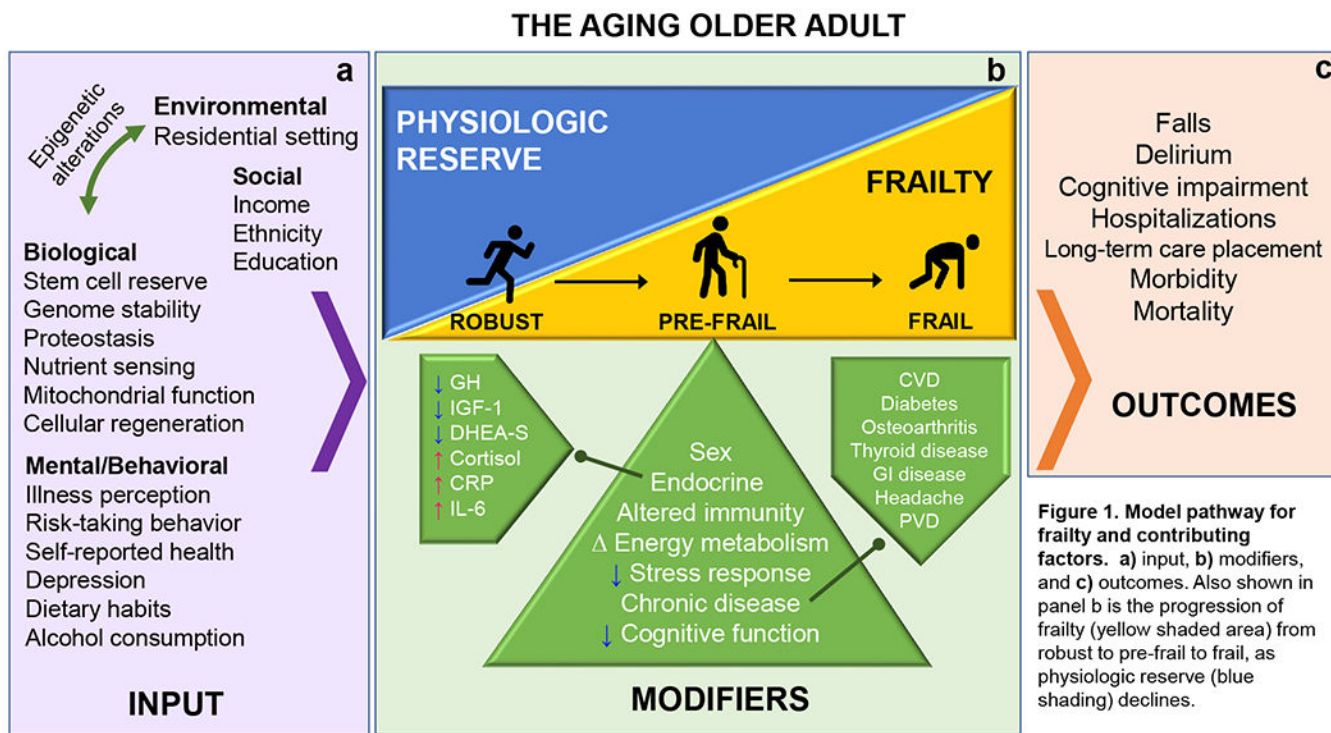 THE AGING OLDER ADULT
a
Epigenetic
alterations
Environmental
Residential setting
Social
Income
Ethnicity
Education
Biological
Stem cell reserve
Genome stability
Proteostasis
Nutrient sensing
Mitochondrial function
Cellular regeneration
Mental/Behavioral
Illness perception
Risk-taking behavior
Self-reported health
Depression
Dietary habits
Alcohol consumption
INPUT
b
PHYSIOLOGIC
RESERVE
FRAILTY
ROBUST
PRE-FRAIL
FRAIL
↓ GH
↓ IGF-1
↓ DHEA-S
↑ Cortisol
↑ CRP
↑ IL-6
Sex
Endocrine
Altered immunity
Δ Energy metabolism
↓ Stress response
Chronic disease
↓ Cognitive function
CVD
Diabetes
Osteoarthritis
Thyroid disease
GI disease
Headache
PVD
MODIFIERS
c
Falls
Delirium
Cognitive impairment
Hospitalizations
Long-term care placement
Morbidity
Mortality
OUTCOMES
Figure 1. Model pathway for
frailty and contributing
factors. a) input, b) modifiers,
and c) outcomes. Also shown in
panel b is the progression of
frailty (yellow shaded area) from
robust to pre-frail to frail, as
physiologic reserve (blue
shading) declines.